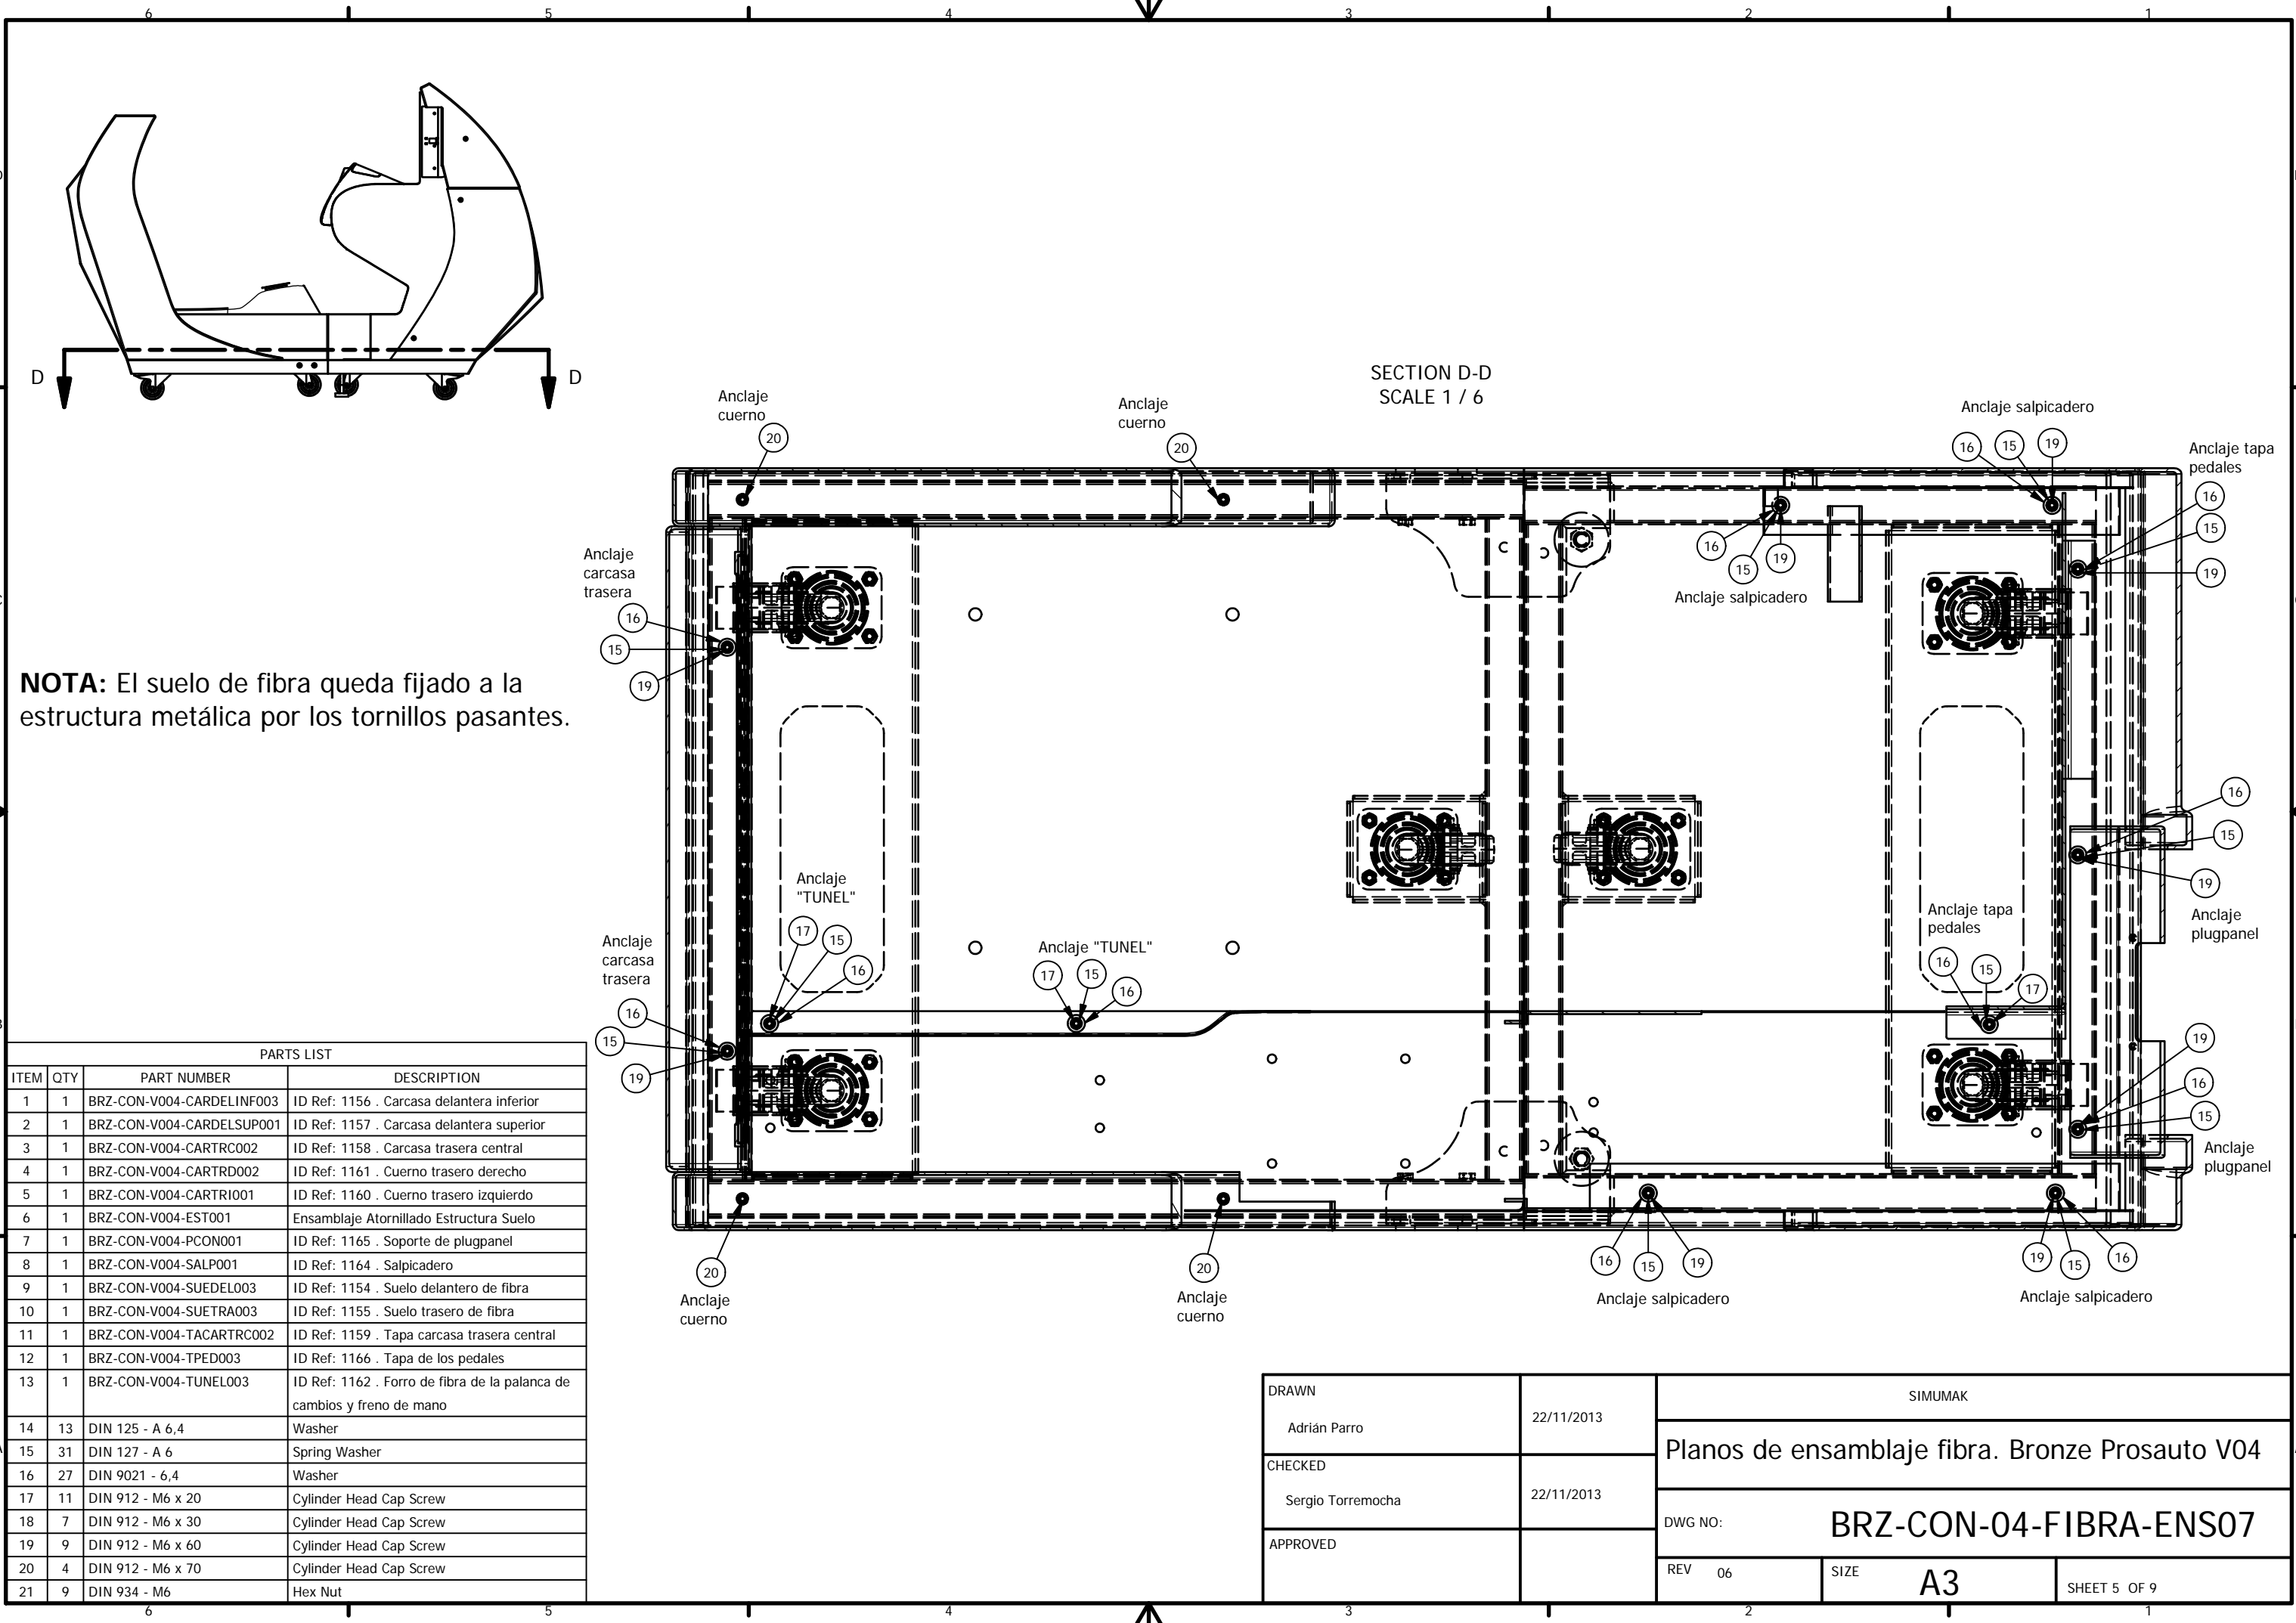 6 5 4 3 2 1
D D
SECTION D-D
SCALE 1 / 6
Anclaje
cuerno
20
Anclaje
cuerno
20
Anclaje salpicadero
16 15 19
Anclaje tapa
pedales
16
15
19
16
15
19
Anclaje salpicadero
Anclaje
carcasa
trasera
16
15
19
NOTA: El suelo de fibra queda fijado a la
estructura metálica por los tornillos pasantes.
16
15
19
Anclaje
plugpanel
Anclaje
"TUNEL"
17
15
16
Anclaje "TUNEL"
17 15 16
Anclaje tapa
pedales
16 15 17
Anclaje
carcasa
trasera
16
15
19
19
16
15
Anclaje
plugpanel
20
Anclaje
cuerno
20
Anclaje
cuerno
16 15 19
Anclaje salpicadero
19 15 16
Anclaje salpicadero
PARTS LIST
ITEM QTY PART NUMBER DESCRIPTION
1 1 BRZ-CON-V004-CARDELINF003 ID Ref: 1156 . Carcasa delantera inferior
2 1 BRZ-CON-V004-CARDELSUP001 ID Ref: 1157 . Carcasa delantera superior
3 1 BRZ-CON-V004-CARTRC002 ID Ref: 1158 . Carcasa trasera central
4 1 BRZ-CON-V004-CARTRD002 ID Ref: 1161 . Cuerno trasero derecho
5 1 BRZ-CON-V004-CARTRI001 ID Ref: 1160 . Cuerno trasero izquierdo
6 1 BRZ-CON-V004-EST001 Ensamblaje Atornillado Estructura Suelo
7 1 BRZ-CON-V004-PCON001 ID Ref: 1165 . Soporte de plugpanel
8 1 BRZ-CON-V004-SALP001 ID Ref: 1164 . Salpicadero
9 1 BRZ-CON-V004-SUEDEL003 ID Ref: 1154 . Suelo delantero de fibra
10 1 BRZ-CON-V004-SUETRA003 ID Ref: 1155 . Suelo trasero de fibra
11 1 BRZ-CON-V004-TACARTRC002 ID Ref: 1159 . Tapa carcasa trasera central
12 1 BRZ-CON-V004-TPED003 ID Ref: 1166 . Tapa de los pedales
13 1 BRZ-CON-V004-TUNEL003 ID Ref: 1162 . Forro de fibra de la palanca de
cambios y freno de mano
14 13 DIN 125 - A 6,4 Washer
15 31 DIN 127 - A 6 Spring Washer
16 27 DIN 9021 - 6,4 Washer
17 11 DIN 912 - M6 x 20 Cylinder Head Cap Screw
18 7 DIN 912 - M6 x 30 Cylinder Head Cap Screw
19 9 DIN 912 - M6 x 60 Cylinder Head Cap Screw
20 4 DIN 912 - M6 x 70 Cylinder Head Cap Screw
21 9 DIN 934 - M6 Hex Nut
DRAWN
Adrián Parro
22/11/2013
CHECKED
Sergio Torremocha
22/11/2013
APPROVED
SIMUMAK
Planos de ensamblaje fibra. Bronze Prosauto V04
DWG NO: BRZ-CON-04-FIBRA-ENS07
REV 06 SIZE A3 SHEET 5 OF 9
6 5 4 3 2 1